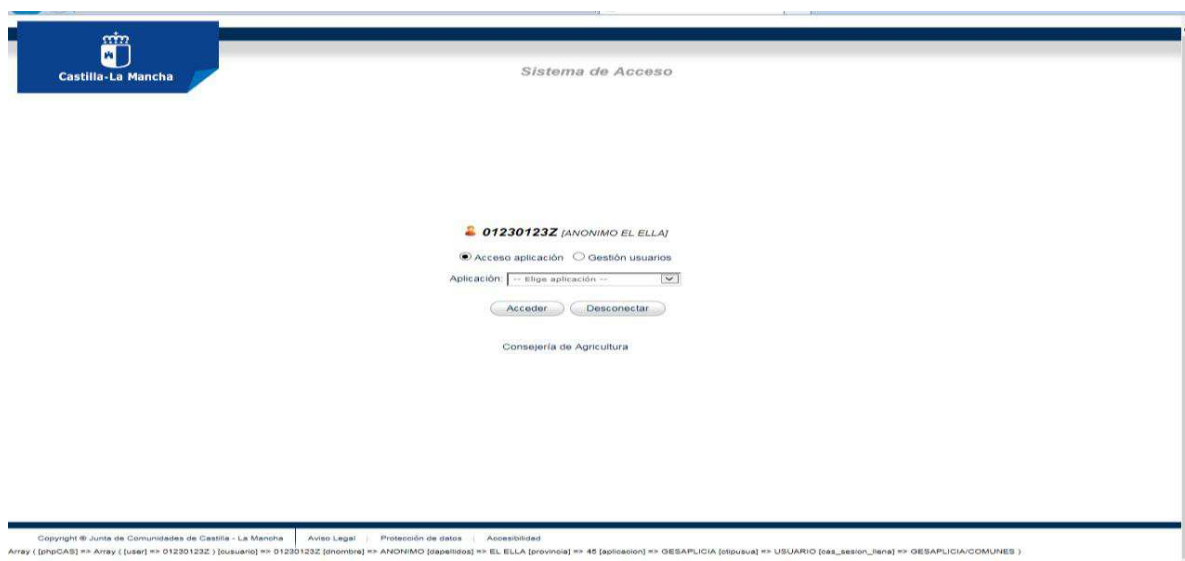 Castilla-La Mancha
Sistema de Acceso
01230123Z [ANONIMO EL ELLA]
Acceso aplicación Gestión usuarios
Aplicación: -- Elige aplicación --
Acceder Desconectar
Consejería de Agricultura
Copyright © Junta de Comunidades de Castilla - La Mancha Aviso Legal | Protección de datos | Accesibilidad
Array ( [phpCAS] => Array ( [user] => 01230123Z ) [cusuario] => 01230123Z [dnombre] => ANONIMO [dapellidos] => EL ELLA [provincia] => 45 [aplicacion] => GESAPLICIA [ctipusua] => USUARIO [cas_sesion_llena] => GESAPLICIA/COMUNES )